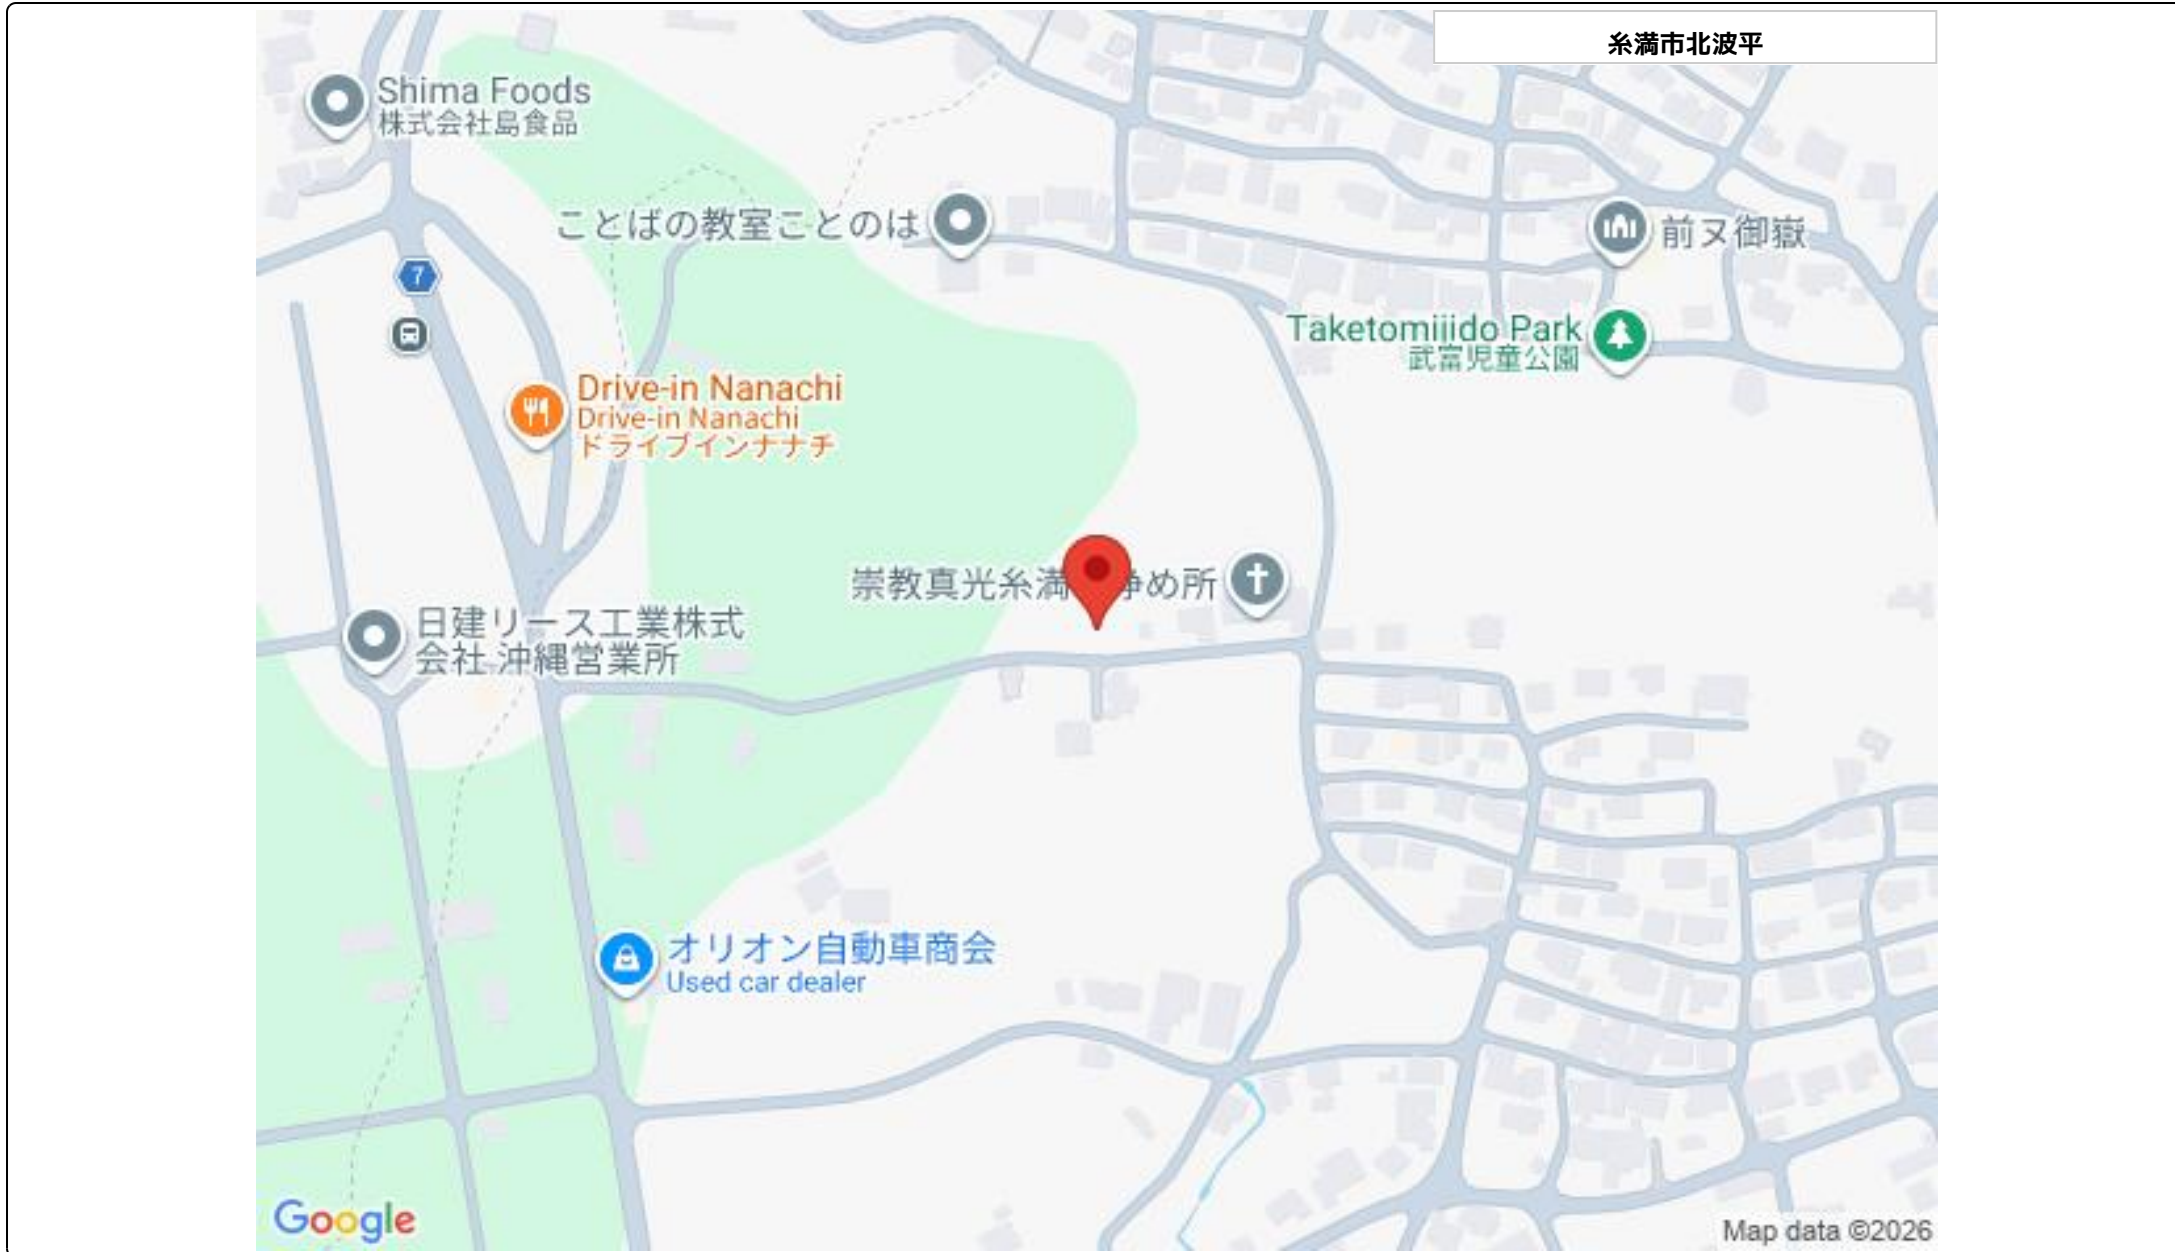 糸満市北波平
Shima Foods
株式会社島食品
ことばの教室ことのは
前ヌ御嶽
7
Taketomijido Park
武富児童公園
Drive-in Nanachi
Drive-in Nanachi
ドライブインナナチ
崇教真光糸満
め所
日建リース工業株式
会社 沖縄営業所
オリオン自動車商会
Used car dealer
Google
Map data ©2026